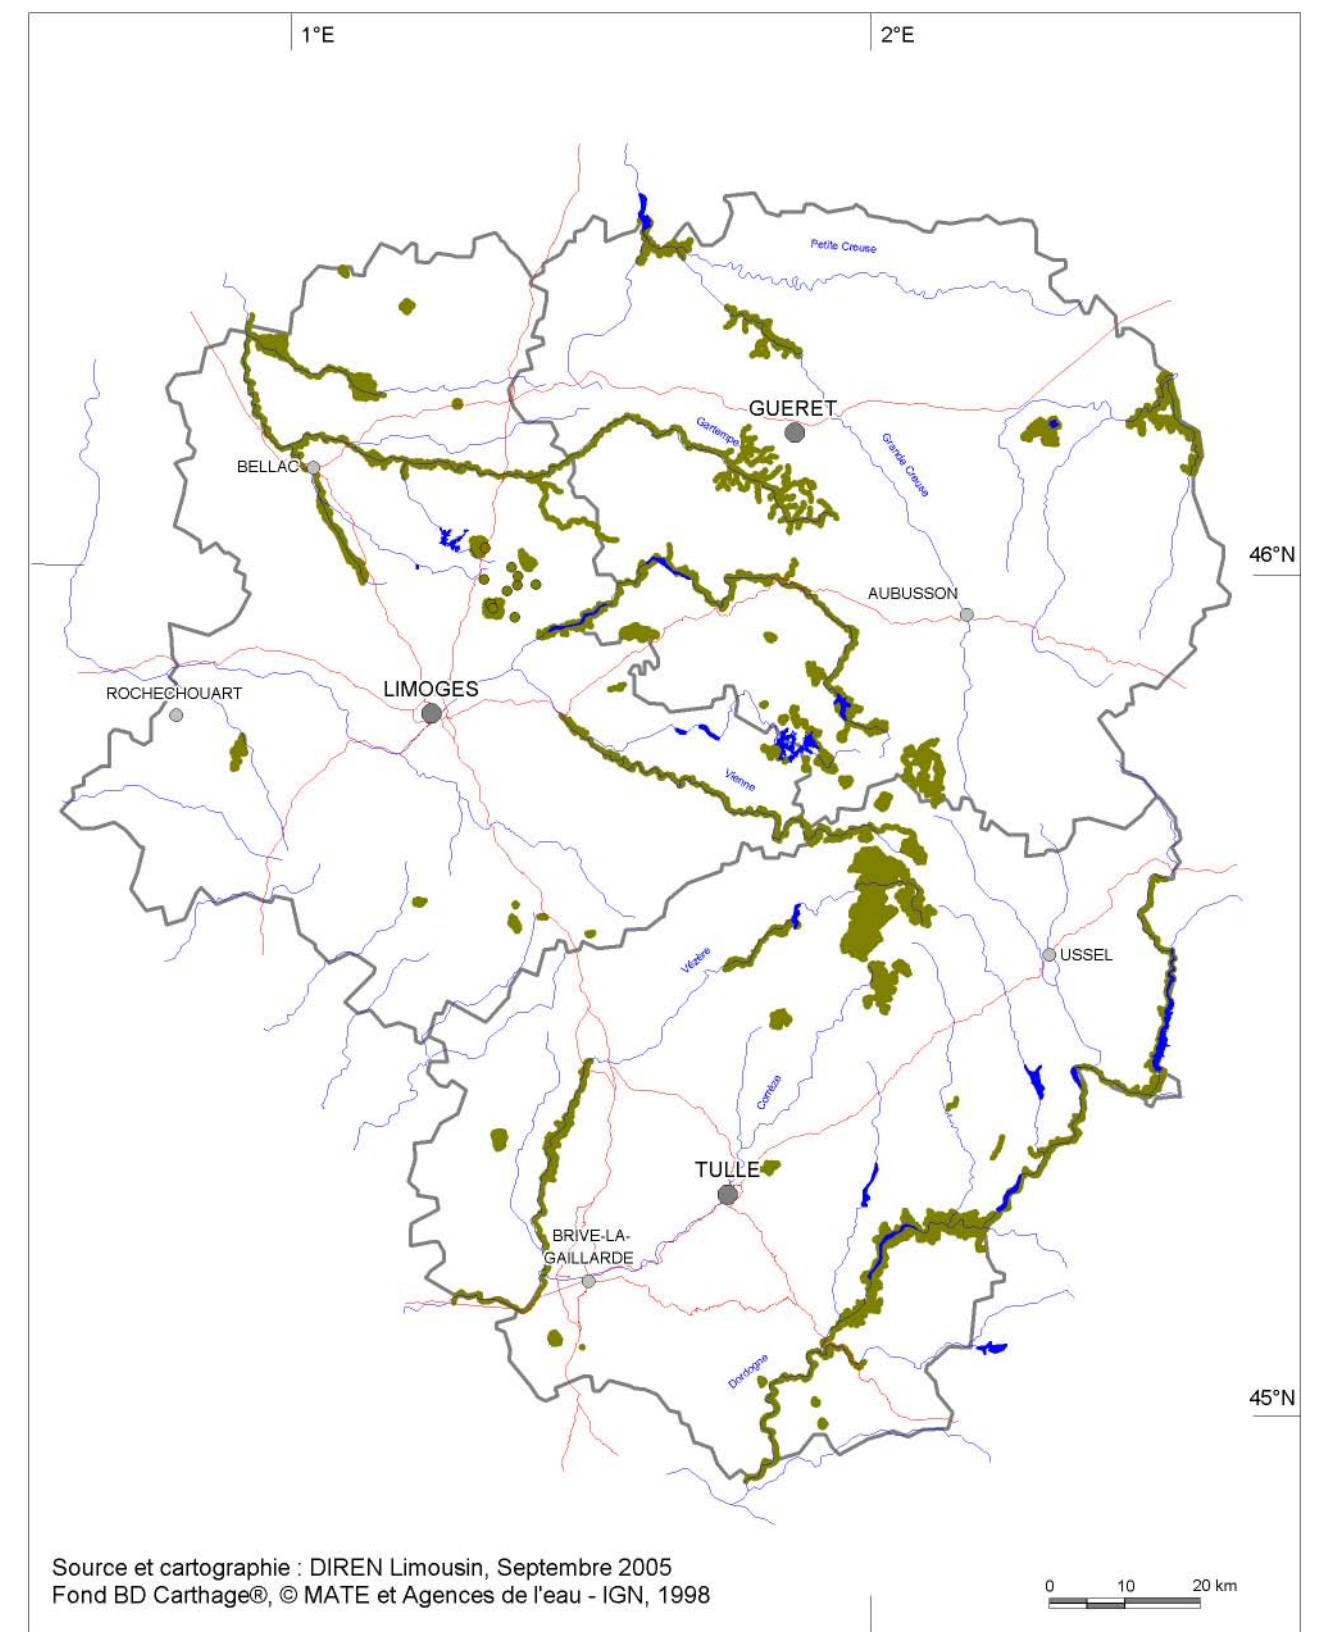 1°E
2°E
Petite Creuse
GUERET
Gartempe
Grande Creuse
BELLAC
46°N
AUBUSSON
ROCHECHOUART
LIMOGES
Vienne
Vézère
USSEL
Corrèze
TULLE
BRIVE-LA-
GAILLARDE
Dordogne
45°N
Source et cartographie : DIREN Limousin, Septembre 2005
Fond BD Carthage®, © MATE et Agences de l'eau - IGN, 1998
0 10 20 km